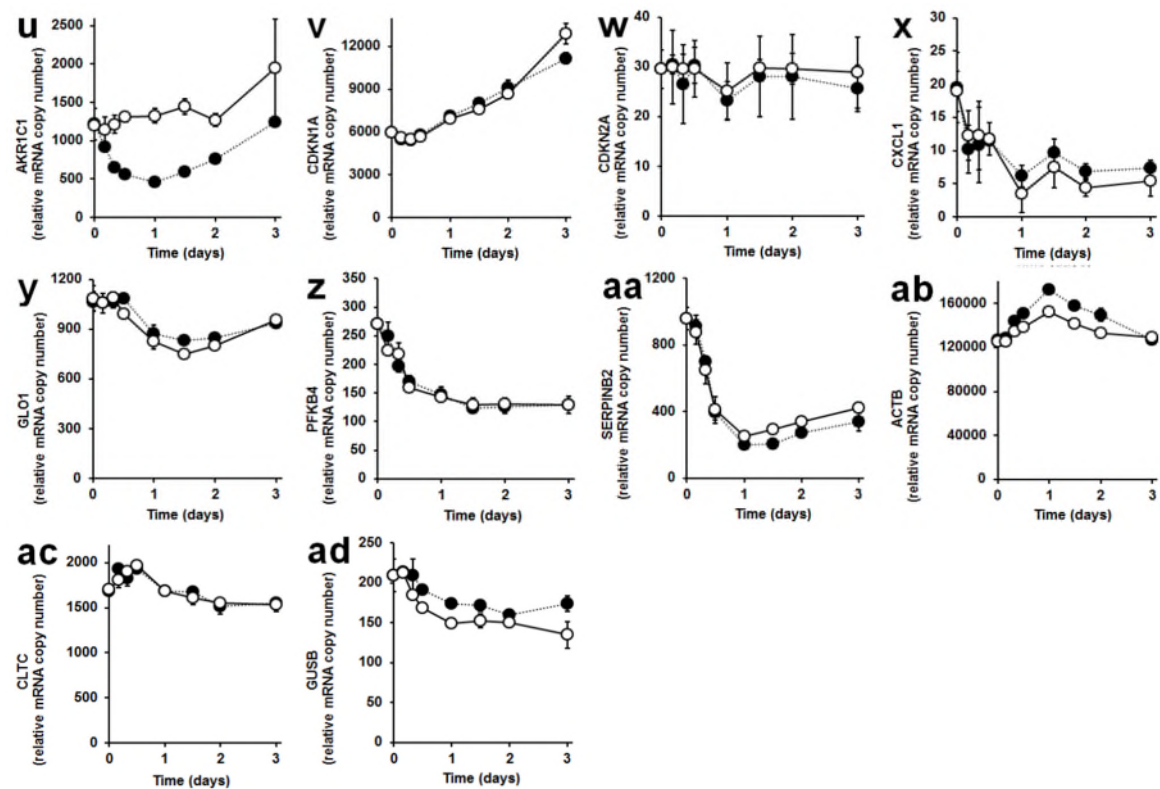 u
AKR1C1
(relative mRNA copy number)
2500
2000
1500
1000
500
0
0 1 2 3
Time (days)
v
CDKN1A
(relative mRNA copy number)
12000
9000
6000
3000
0
0 1 2 3
Time (days)
w
CDKN2A
(relative mRNA copy number)
40
30
20
10
0
0 1 2 3
Time (days)
x
CXCL1
(relative mRNA copy number)
30
25
20
15
10
5
0
0 1 2 3
Time (days)
y
GLO1
(relative mRNA copy number)
1200
900
600
300
0
0 1 2 3
Time (days)
z
PFKB4
(relative mRNA copy number)
350
300
250
200
150
100
50
0
0 1 2 3
Time (days)
aa
SERPINB2
(relative mRNA copy number)
1200
800
400
0
0 1 2 3
Time (days)
ab
ACTB
(relative mRNA copy number)
160000
120000
80000
40000
0
0 1 2 3
Time (days)
ac
CLTC
(relative mRNA copy number)
2000
1500
1000
500
0
0 1 2 3
Time (days)
ad
GUSB
(relative mRNA copy number)
250
200
150
100
50
0
0 1 2 3
Time (days)